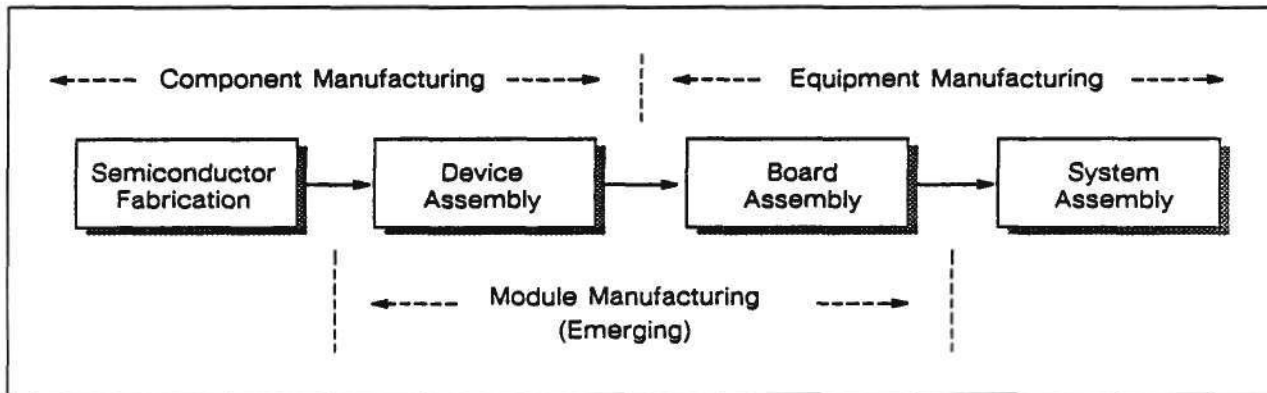 Component Manufacturing
Equipment Manufacturing
Semiconductor
Fabrication
Device
Assembly
Board
Assembly
System
Assembly
Module Manufacturing
(Emerging)